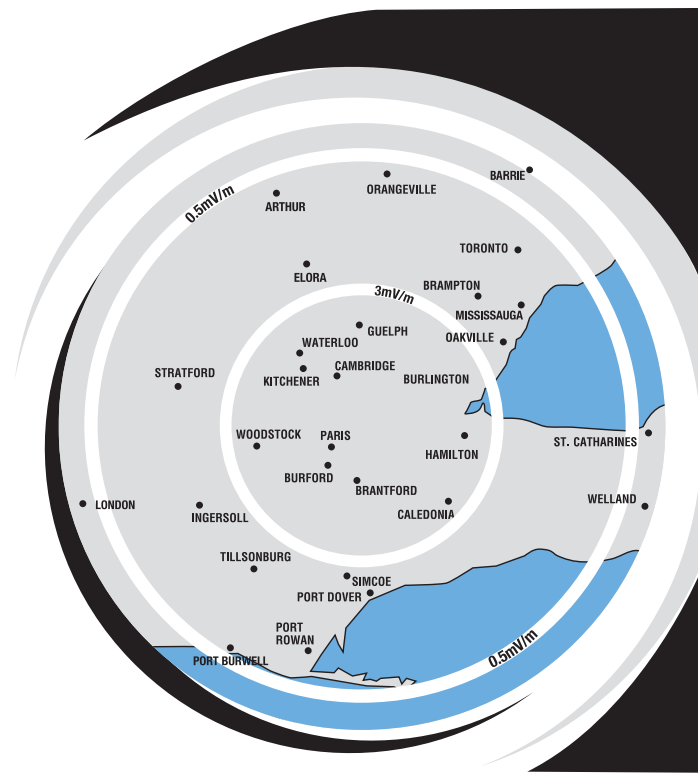 BARRIE
ORANGEVILLE
0.5mV/m
ARTHUR
TORONTO
ELORA
BRAMPTON
3mV/m
MISSISSAUGA
GUELPH
OAKVILLE
WATERLOO
CAMBRIDGE
STRATFORD
KITCHENER
BURLINGTON
WOODSTOCK
PARIS
ST. CATHARINES
HAMILTON
BURFORD
BRANTFORD
WELLAND
LONDON
CALEDONIA
INGERSOLL
TILLSONBURG
SIMCOE
PORT DOVER
PORT
ROWAN
0.5mV/m
PORT BURWELL